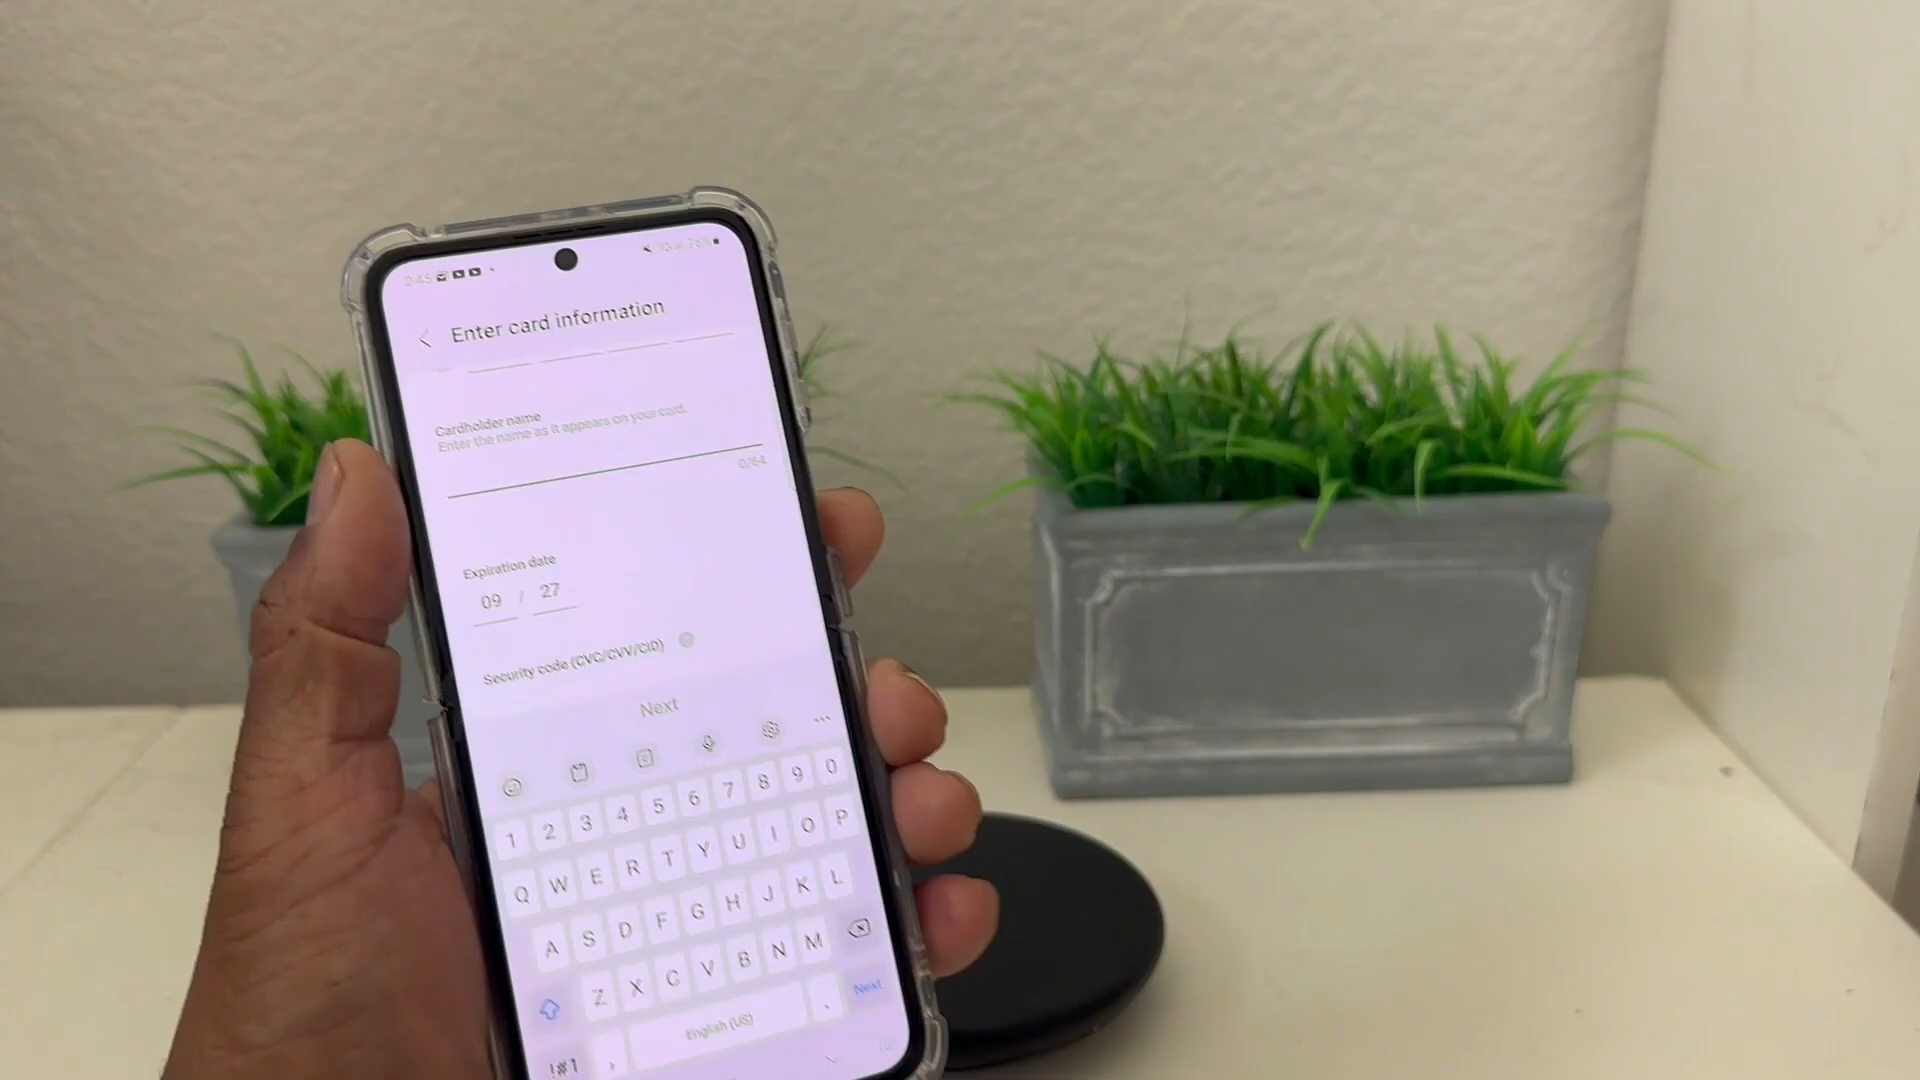 2:45
Enter card information
Cardholder name
Enter the name as it appears on your card.
0/64
Expiration date
09 / 27
Security code (CVC/CVV/CID)
Next
1 2 3 4 5 6 7 8 9 0
Q W E R T Y U I O P
A S D F G H J K L
Z X C V B N M
!#1 , English (US) . Next